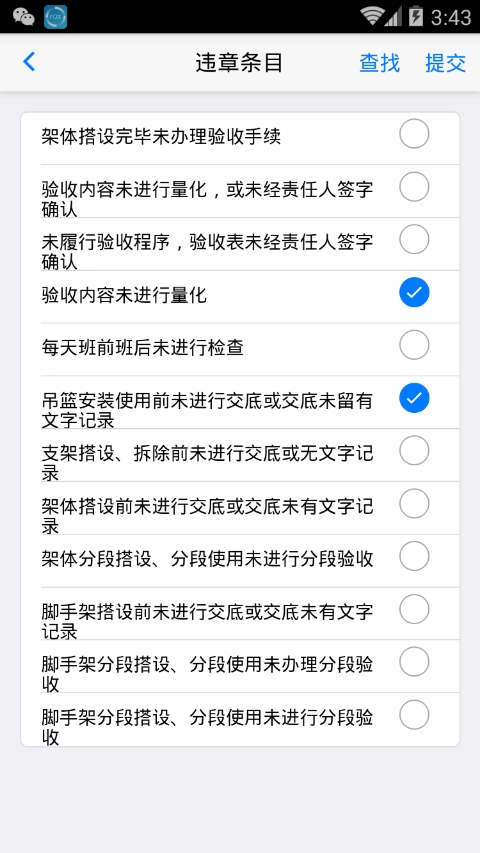 3:43
违章条目
查找
提交
架体搭设完毕未办理验收手续
验收内容未进行量化，或未经责任人签字
确认
未履行验收程序，验收表未经责任人签字
确认
验收内容未进行量化
每天班前班后未进行检查
吊篮安装使用前未进行交底或交底未留有
文字记录
支架搭设、拆除前未进行交底或无文字记
录
架体搭设前未进行交底或交底未有文字记
录
架体分段搭设、分段使用未进行分段验收
脚手架搭设前未进行交底或交底未有文字
记录
脚手架分段搭设、分段使用未办理分段验
收
脚手架分段搭设、分段使用未进行分段验
收